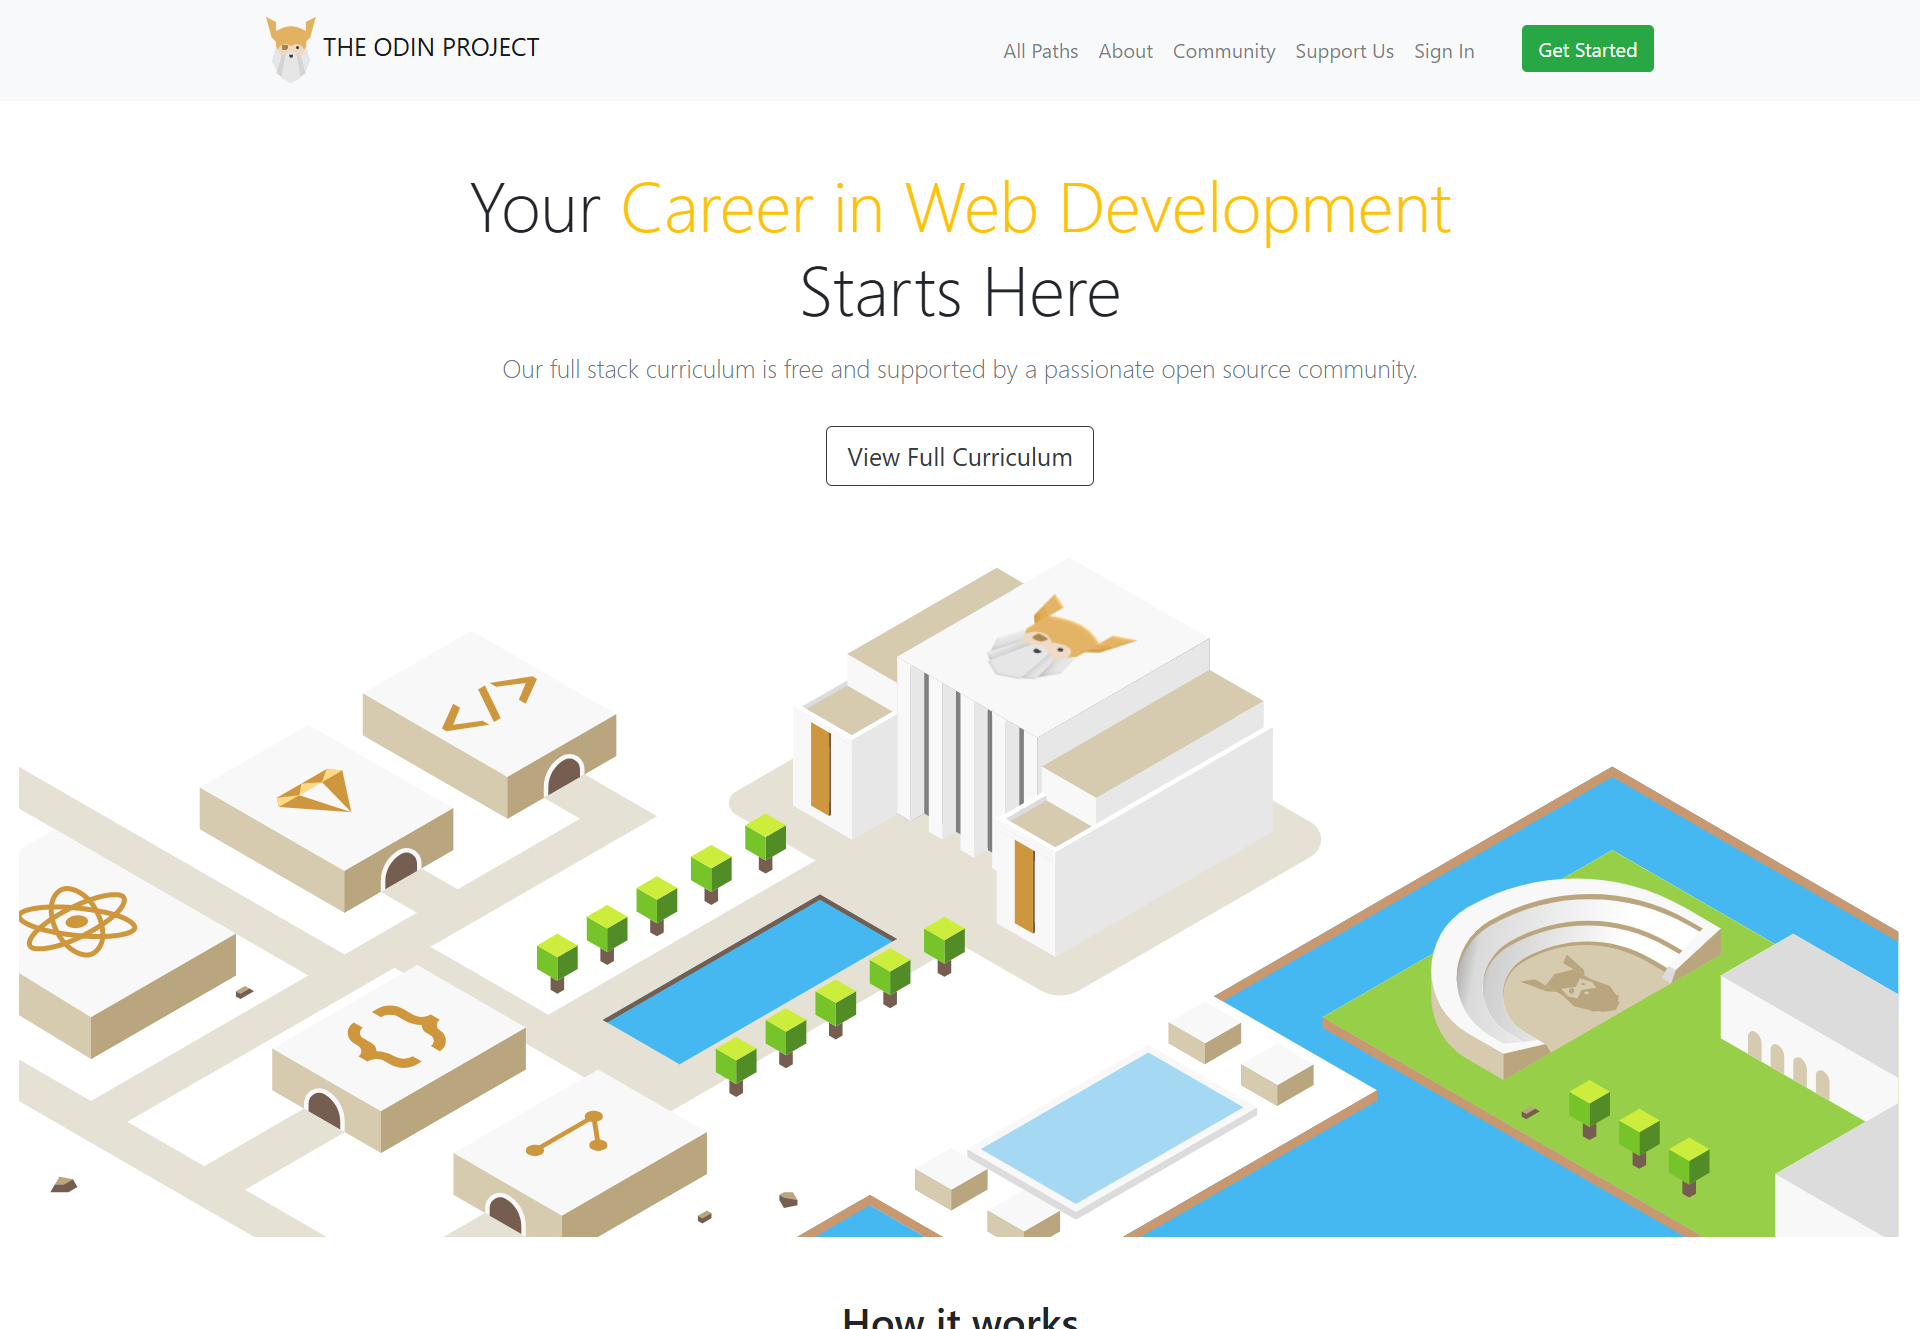 THE ODIN PROJECT
All Paths About Community Support Us Sign In Get Started
Your Career in Web Development
Starts Here
Our full stack curriculum is free and supported by a passionate open source community.
View Full Curriculum
</>
How it works